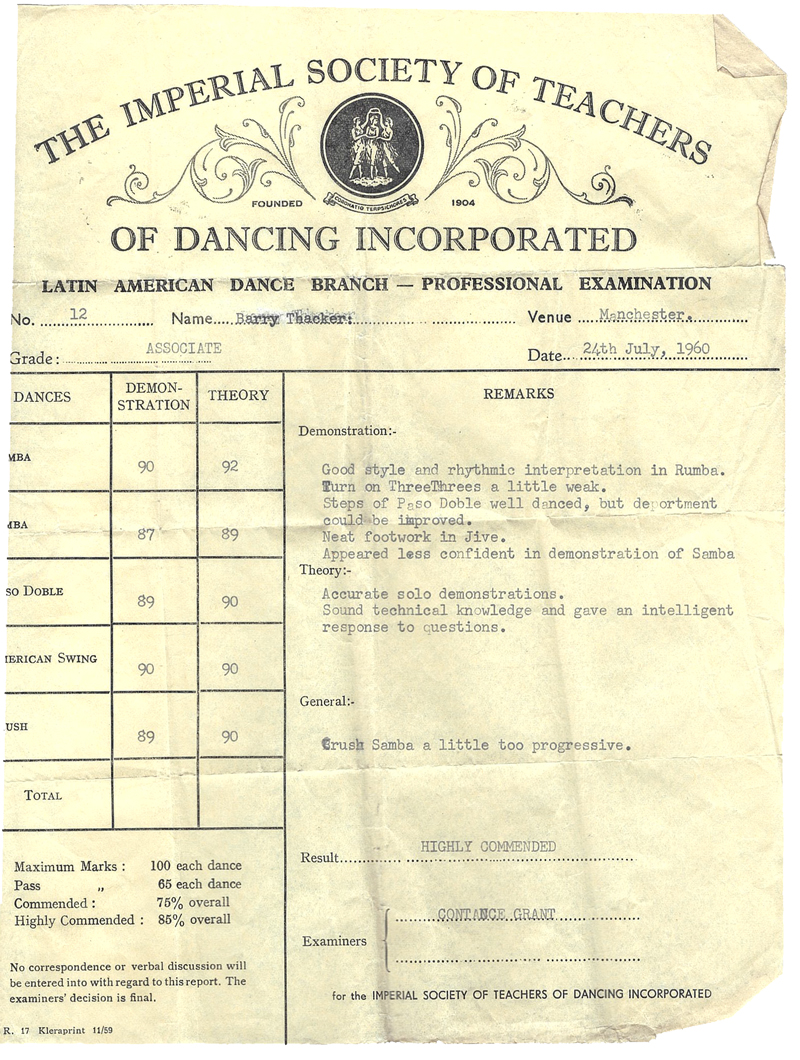 THE IMPERIAL SOCIETY OF TEACHERS
FOUNDED CORONATIO TERPSICHORES 1904
OF DANCING INCORPORATED
LATIN AMERICAN DANCE BRANCH — PROFESSIONAL EXAMINATION
No. 12 Name Barry Thacker: Venue Manchester.
Grade: ASSOCIATE Date 24th July, 1960
DANCES DEMON-STRATION THEORY REMARKS
Demonstration:-
MBA 90 92
Good style and rhythmic interpretation in Rumba.
Turn on ThreeThrees a little weak.
Steps of Paso Doble well danced, but deportment
could be improved.
MBA 87 89
Neat footwork in Jive.
Appeared less confident in demonstration of Samba
Theory:-
SO DOBLE 89 90
Accurate solo demonstrations.
Sound technical knowledge and gave an intelligent
response to questions.
ERICAN SWING 90 90
General:-
USH 89 90
Crush Samba a little too progressive.
TOTAL
Result HIGHLY COMMENDED
Maximum Marks : 100 each dance
Pass „ 65 each dance
Commended : 75% overall
Highly Commended : 85% overall
Examiners CONTANCE GRANT
No correspondence or verbal discussion will
be entered into with regard to this report. The
examiners' decision is final.
for the IMPERIAL SOCIETY OF TEACHERS OF DANCING INCORPORATED
R. 17 Kleraprint 11/59